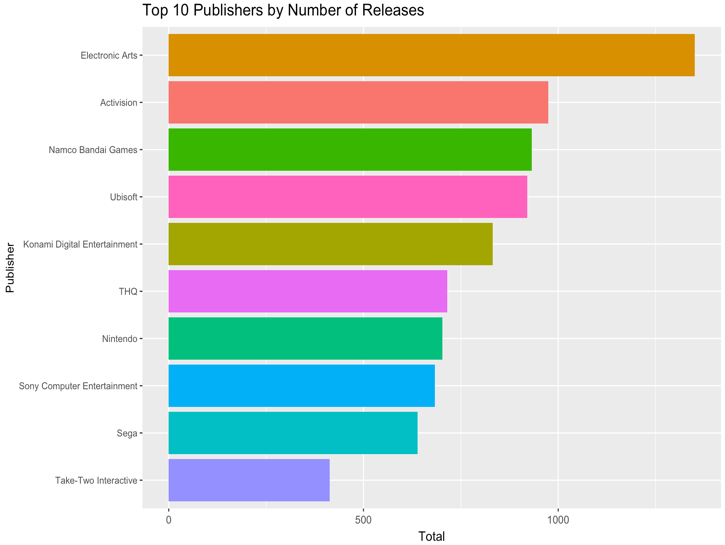 Top 10 Publishers by Number of Releases
Publisher
Electronic Arts
Activision
Namco Bandai Games
Ubisoft
Konami Digital Entertainment
THQ
Nintendo
Sony Computer Entertainment
Sega
Take-Two Interactive
0 500 1000
Total